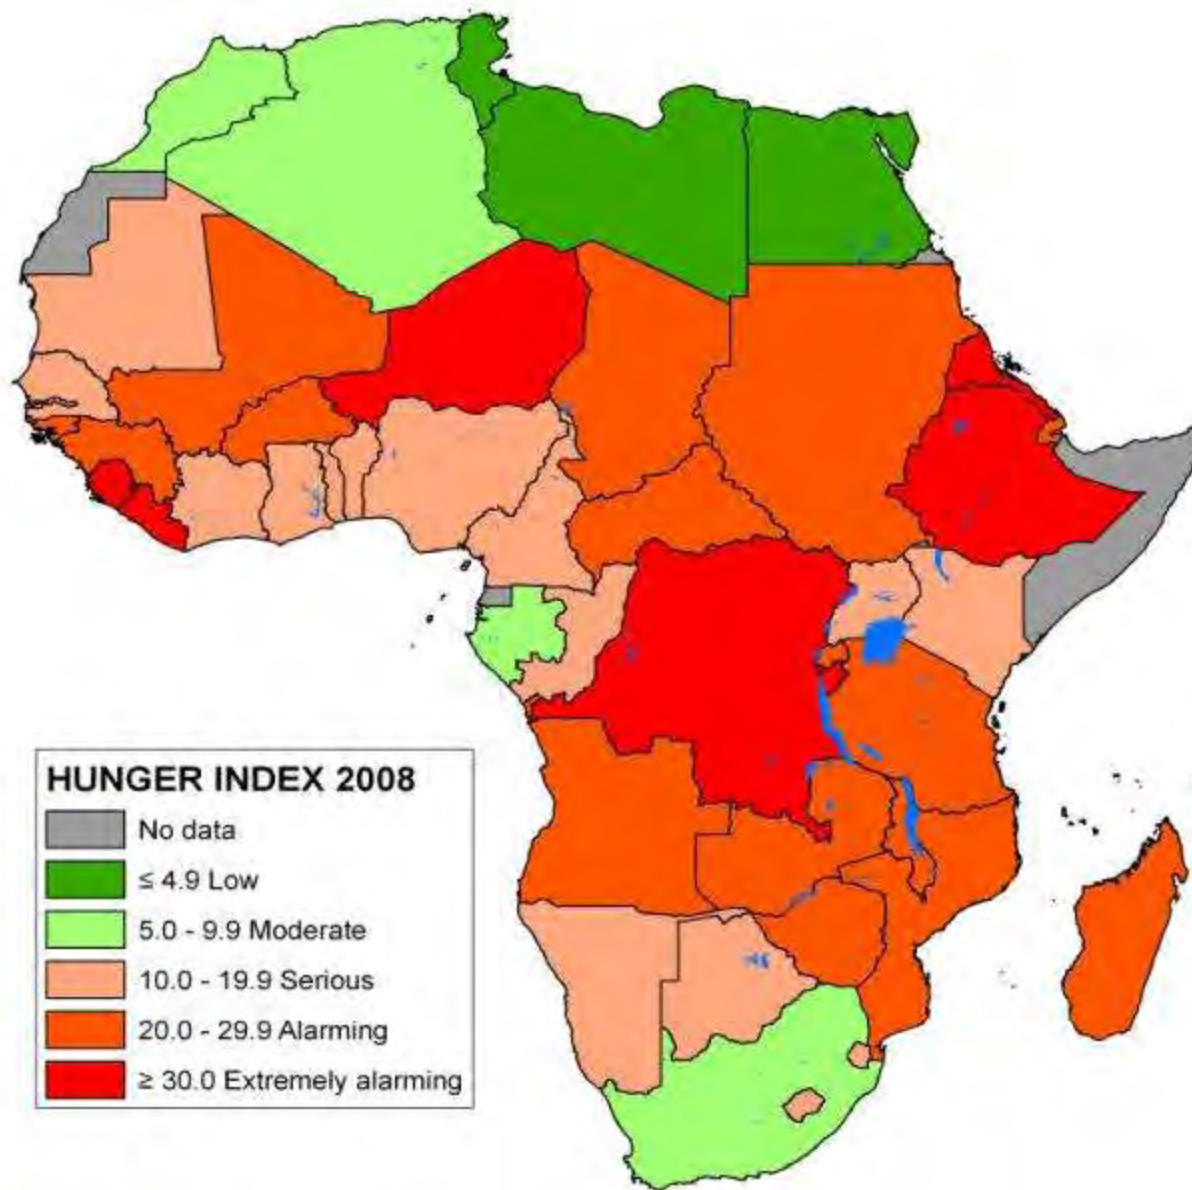 HUNGER INDEX 2008
No data
≤ 4.9 Low
5.0 - 9.9 Moderate
10.0 - 19.9 Serious
20.0 - 29.9 Alarming
≥ 30.0 Extremely alarming